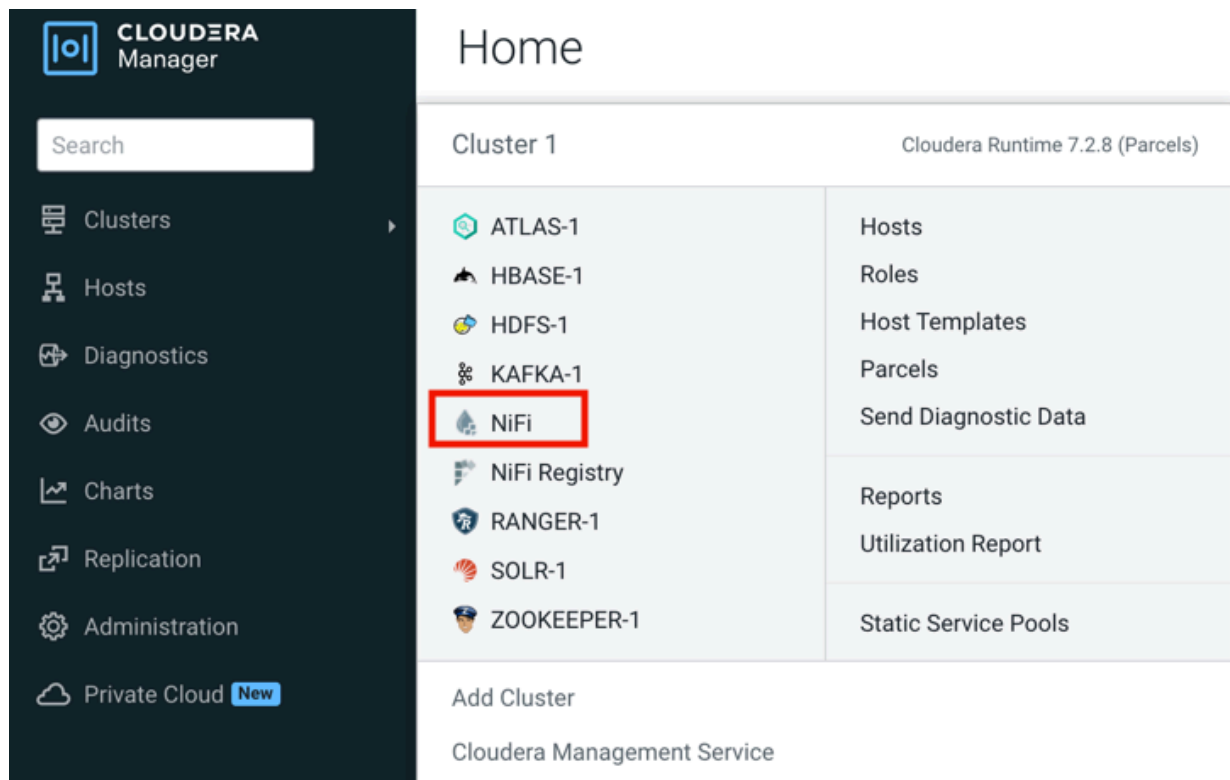 CLOUDERA
Manager
Search
Clusters
Hosts
Diagnostics
Audits
Charts
Replication
Administration
Private Cloud New
Home
Cluster 1
Cloudera Runtime 7.2.8 (Parcels)
ATLAS-1
HBASE-1
HDFS-1
KAFKA-1
NiFi
NiFi Registry
RANGER-1
SOLR-1
ZOOKEEPER-1
Hosts
Roles
Host Templates
Parcels
Send Diagnostic Data
Reports
Utilization Report
Static Service Pools
Add Cluster
Cloudera Management Service